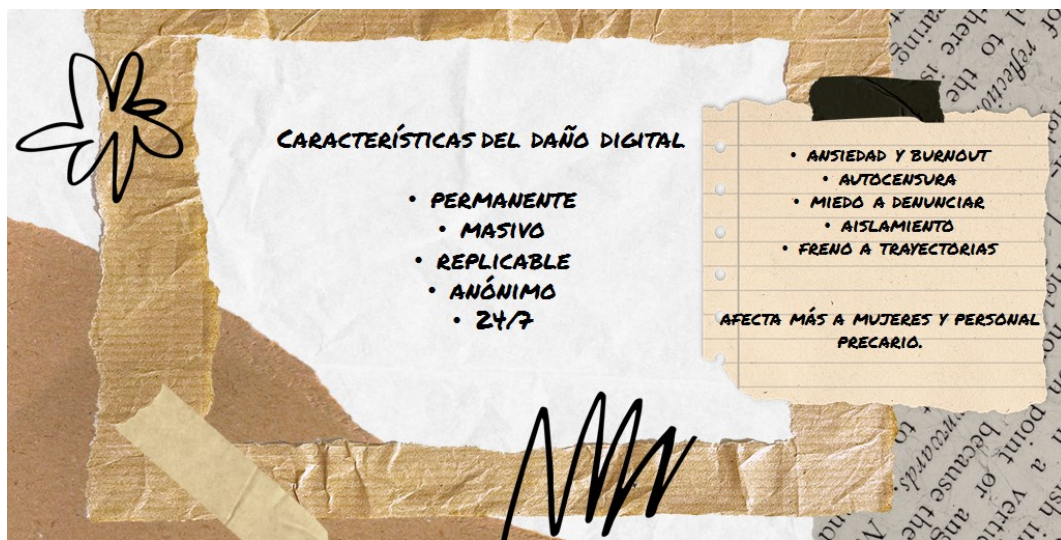 CARACTERÍSTICAS DEL DAÑO DIGITAL
• PERMANENTE
• MASIVO
• REPLICABLE
• ANÓNIMO
• 24/7
• ANSIEDAD Y BURNOUT
• AUTOCENSURA
• MIEDO A DENUNCIAR
• AISLAMIENTO
• FRENO A TRAYECTORIAS
AFECTA MÁS A MUJERES Y PERSONAL
PRECARIO.